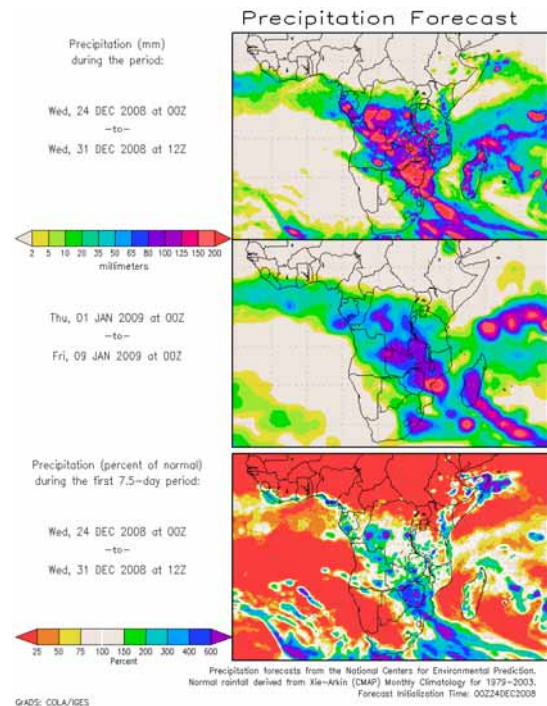 Precipitation Forecast
Precipitation (mm)
during the period:
Wed, 24 DEC 2008 at 00Z
-to-
Wed, 31 DEC 2008 at 12Z
2 5 10 20 35 50 65 80 100 125 150 200
millimeters
Thu, 01 JAN 2009 at 00Z
-to-
Fri, 09 JAN 2009 at 00Z
Precipitation (percent of normal)
during the first 7.5-day period:
Wed, 24 DEC 2008 at 00Z
-to-
Wed, 31 DEC 2008 at 12Z
25 50 75 100 150 200 300 400 600
Percent
Precipitation forecasts from the National Centers for Environmental Prediction.
Normal rainfall derived from Xie-Arkin (CMAP) Monthly Climatology for 1979-2003.
Forecast Initialization Time: 00Z24DEC2008
GrADS: COLA/IGES